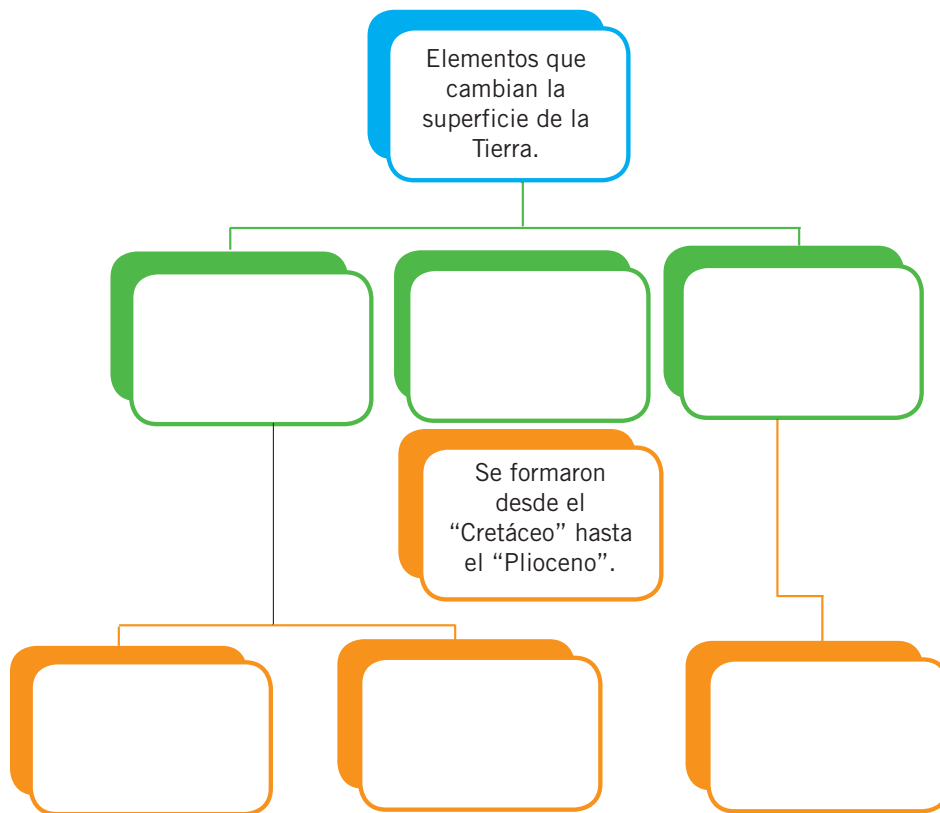 Elementos que
cambian la
superficie de la
Tierra.
Se formaron
desde el
“Cretáceo” hasta
el “Plioceno”.